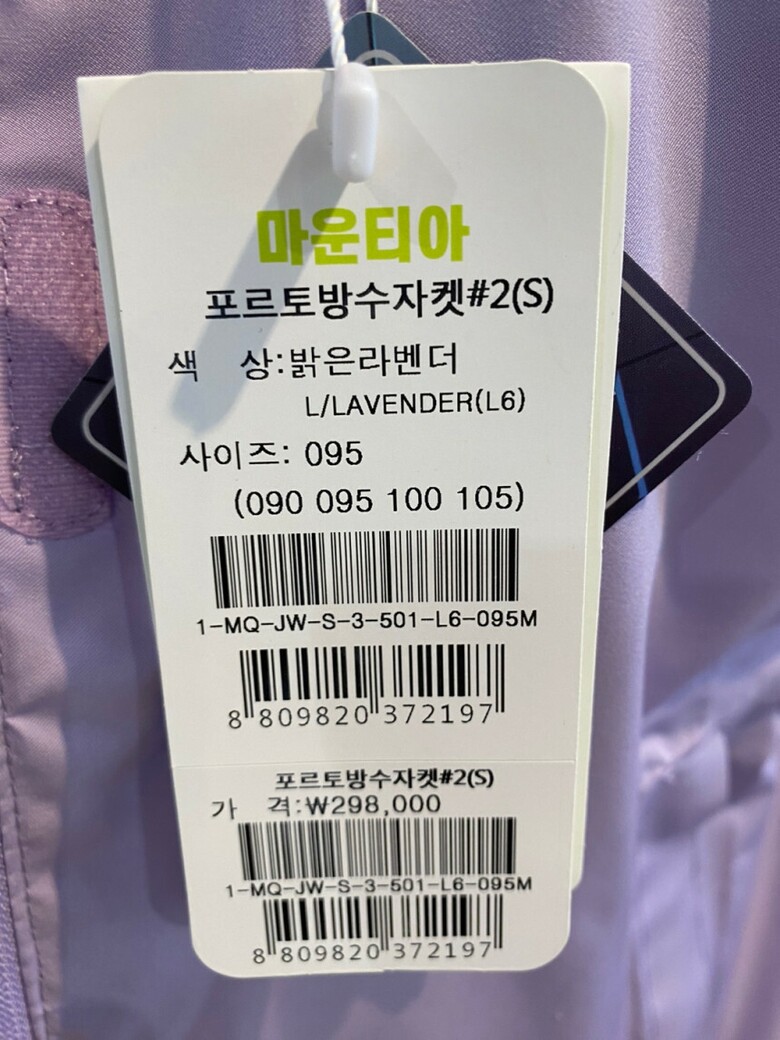 마운티아
포르토방수자켓#2(S)
색 상:밝은라벤더
L/LAVENDER(L6)
사이즈: 095
(090 095 100 105)
1-MQ-JW-S-3-501-L6-095M
8 809820 372197
포르토방수자켓#2(S)
가 격:₩298,000
1-MQ-JW-S-3-501-L6-095M
8 809820 372197